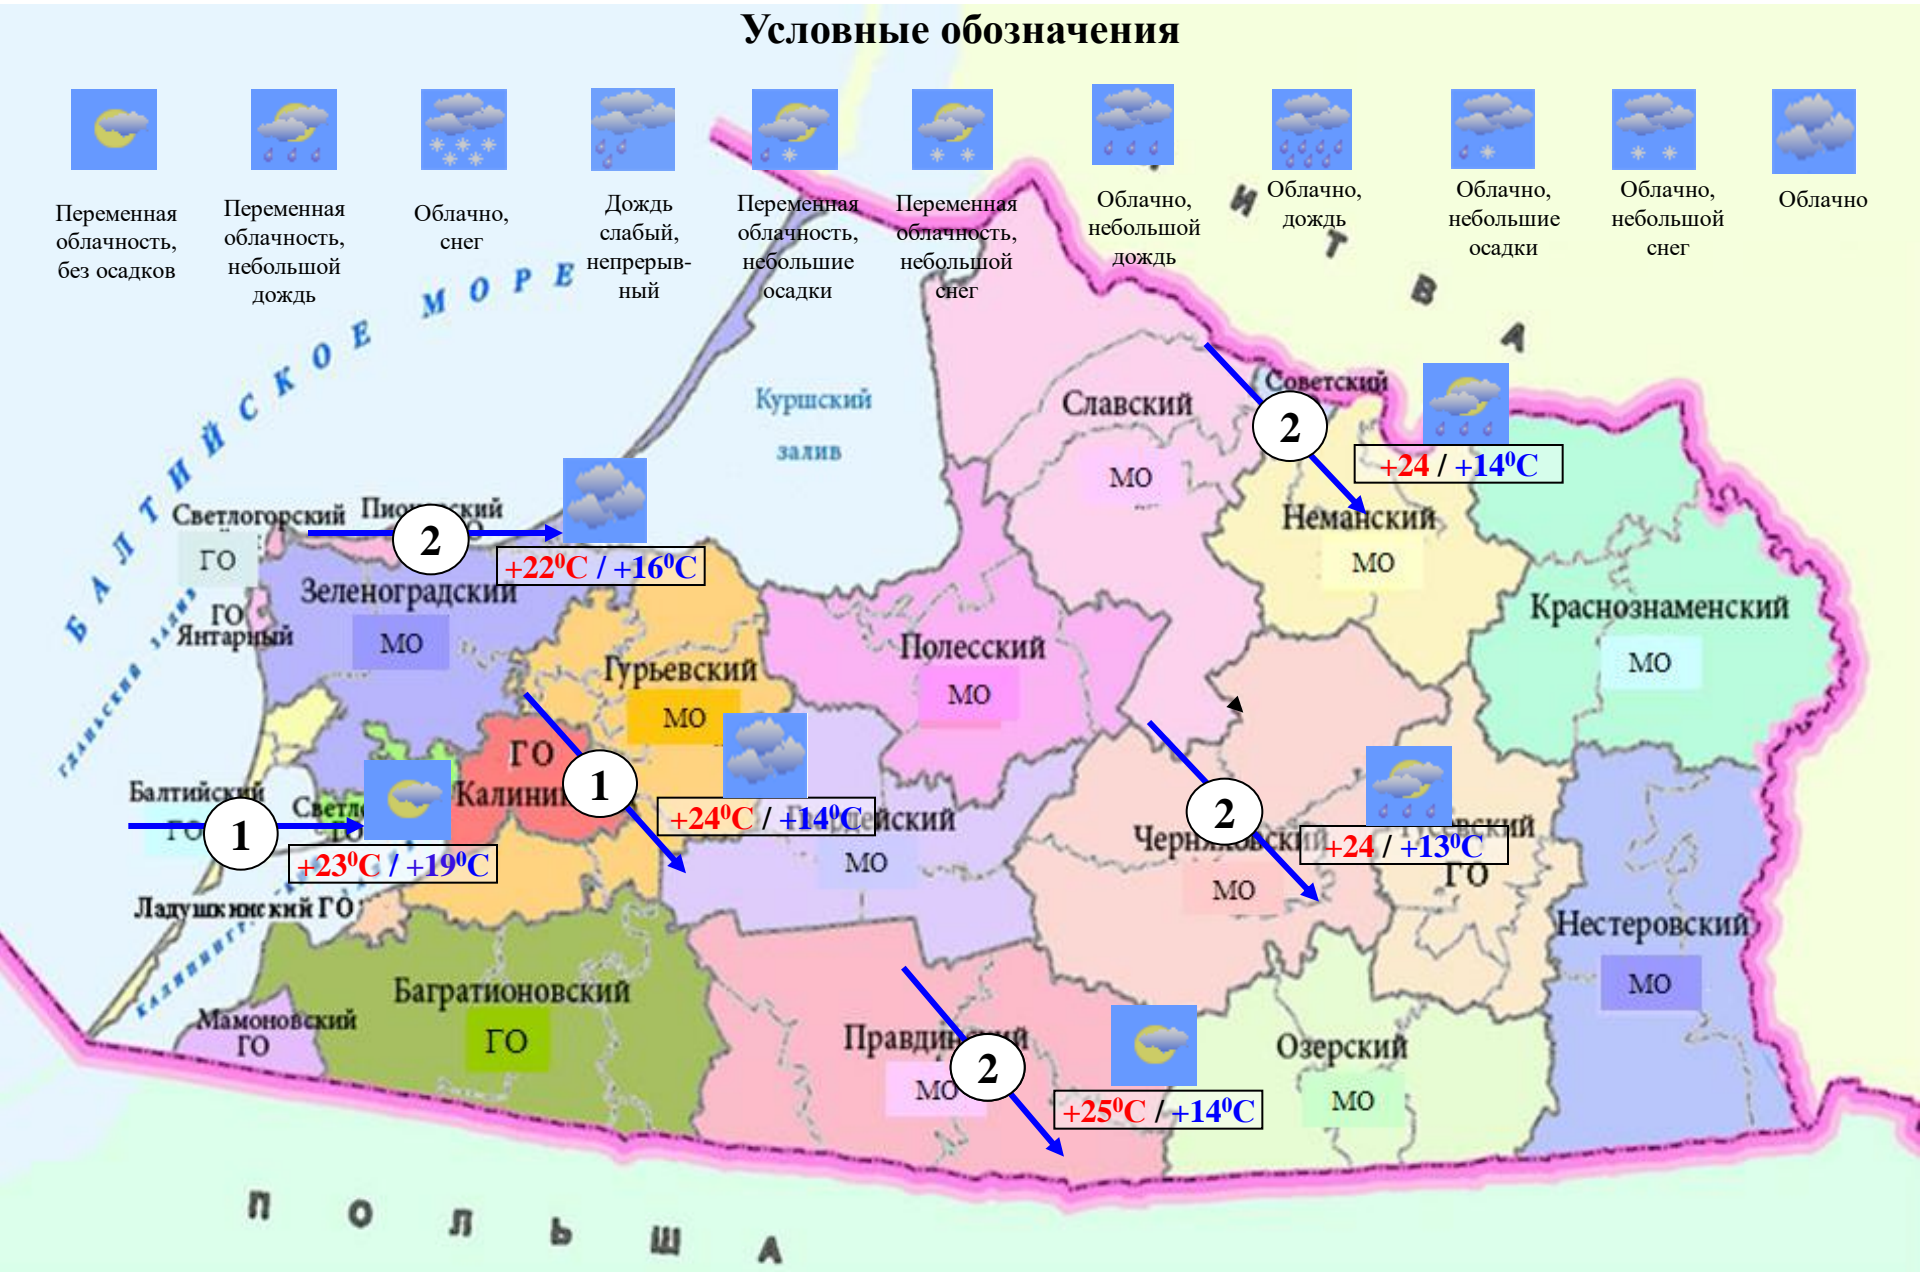 Условные обозначения
Переменная
облачность,
без осадков
Переменная
облачность,
небольшой
дождь
Облачно,
снег
Дождь
слабый,
непрерыв-
ный
Переменная
облачность,
небольшие
осадки
Переменная
облачность,
небольшой
снег
Облачно,
небольшой
дождь
Облачно,
дождь
Облачно,
небольшие
осадки
Облачно,
небольшой
снег
Облачно
БАЛТИЙСКОЕ МОРЕ
Куршский
залив
Славский
МО
Советский
2
+24 / +14⁰C
Неманский
МО
Краснознаменский
МО
Светлогорский
ГО
2
+22⁰C / +16⁰C
Зеленоградский
МО
ГО
Янтарный
Гурьевский
МО
Полесский
МО
ГО
1
+24⁰C / +14⁰C
МО
Балтийский
ГО
1
+23⁰C / +19⁰C
2
МО
+24 / +13⁰C
ГО
Ладушкинский ГО
Багратионовский
ГО
Мамоновский
ГО
МО
2
+25⁰C / +14⁰C
Озерский
МО
Нестеровский
МО
ПОЛЬША